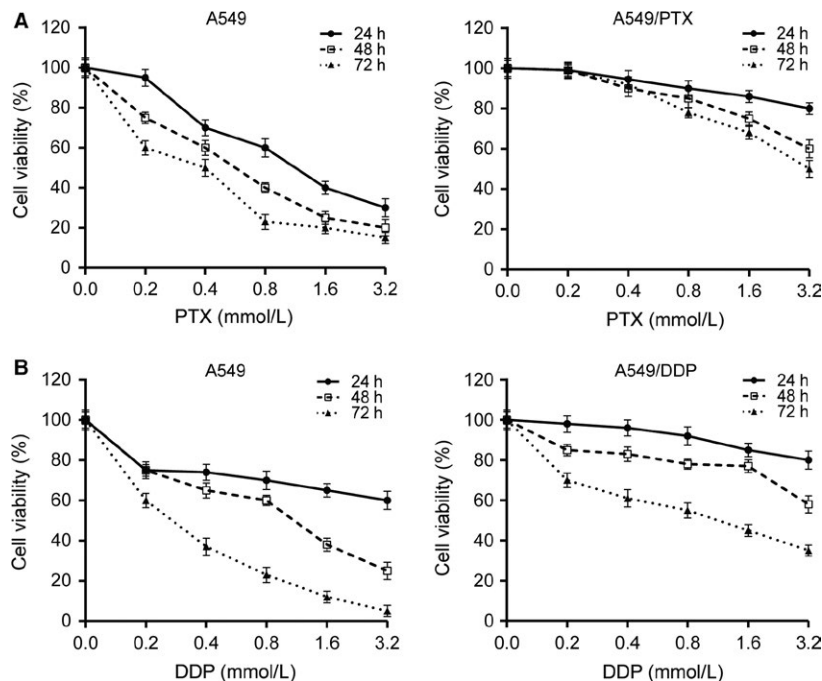 A
A549
24 h
48 h
72 h
Cell viability (%)
120
100
80
60
40
20
0
0.0 0.2 0.4 0.8 1.6 3.2
PTX (mmol/L)
A549/PTX
24 h
48 h
72 h
Cell viability (%)
120
100
80
60
40
20
0
0.0 0.2 0.4 0.8 1.6 3.2
PTX (mmol/L)
B
A549
24 h
48 h
72 h
Cell viability (%)
120
100
80
60
40
20
0
0.0 0.2 0.4 0.8 1.6 3.2
DDP (mmol/L)
A549/DDP
24 h
48 h
72 h
Cell viability (%)
120
100
80
60
40
20
0
0.0 0.2 0.4 0.8 1.6 3.2
DDP (mmol/L)